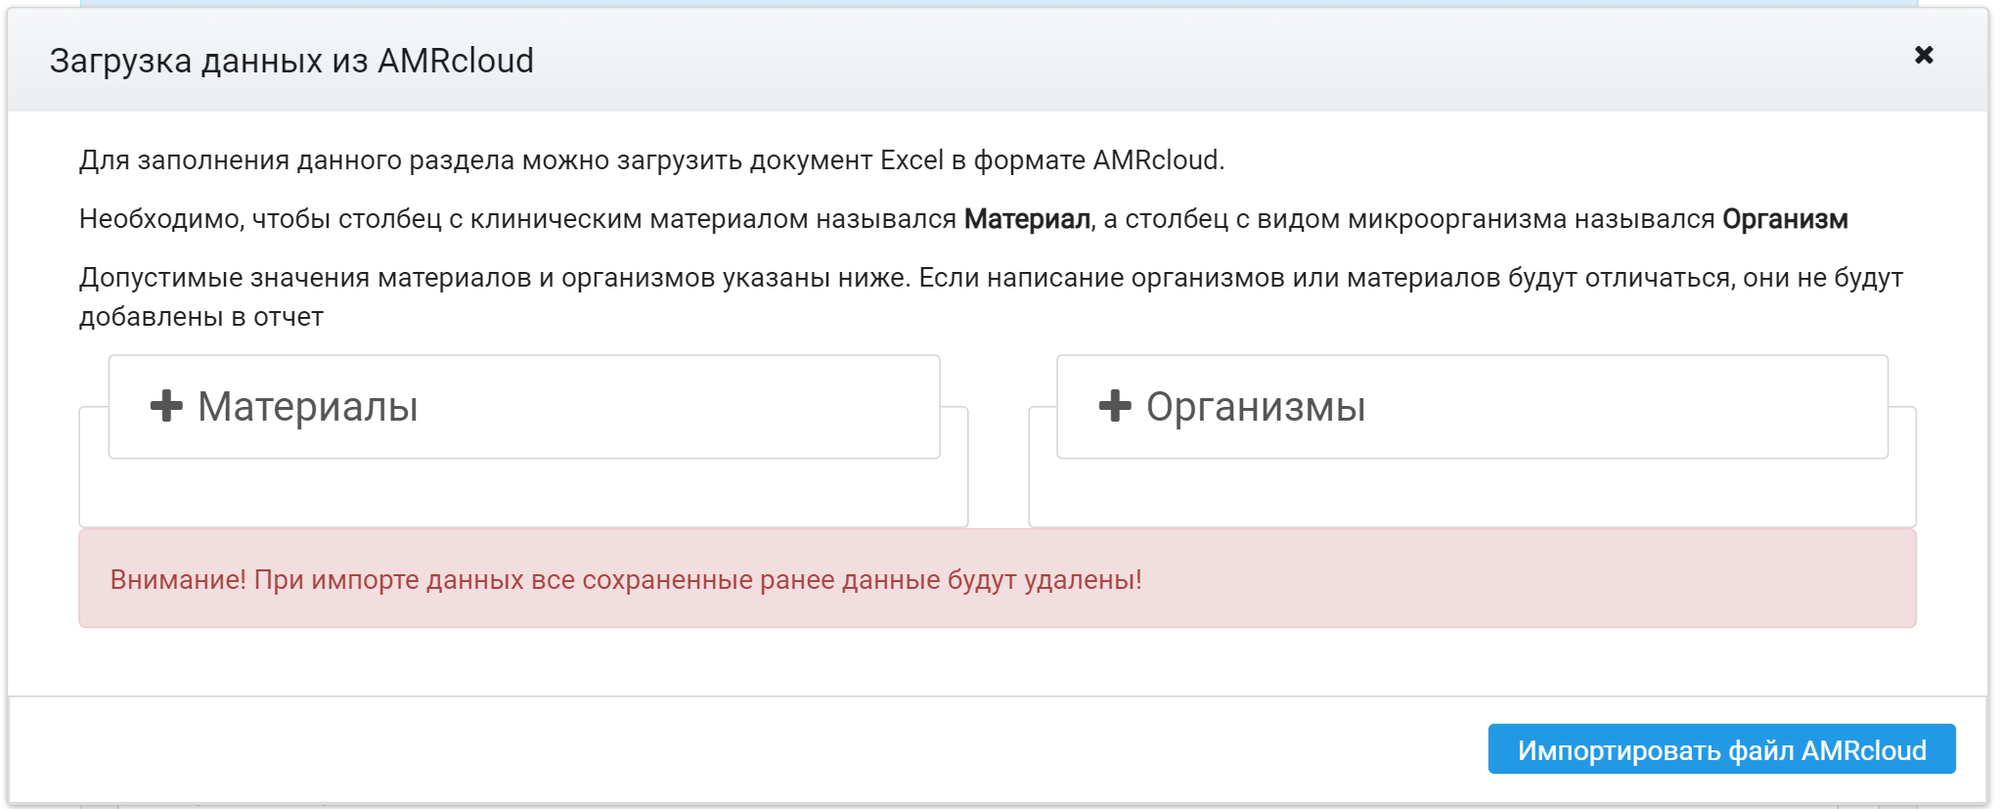 Загрузка данных из AMRcloud
Для заполнения данного раздела можно загрузить документ Excel в формате AMRcloud.
Необходимо, чтобы столбец с клиническим материалом назывался Материал, а столбец с видом микроорганизма назывался Организм
Допустимые значения материалов и организмов указаны ниже. Если написание организмов или материалов будут отличаться, они не будут
добавлены в отчет
Материалы
Организмы
Внимание! При импорте данных все сохраненные ранее данные будут удалены!
Импортировать файл AMRcloud